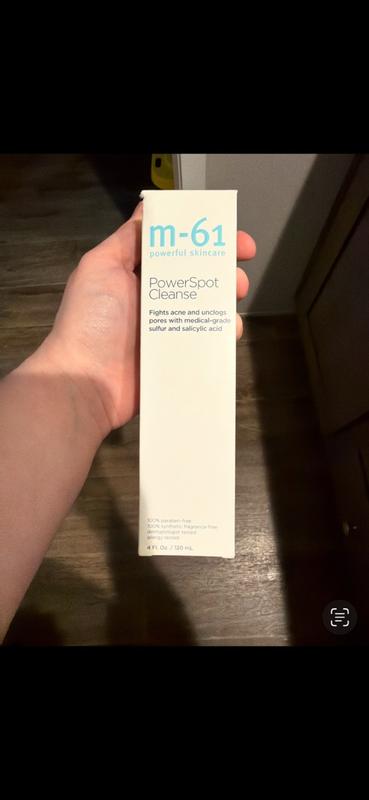 m-61
powerful skincare
PowerSpot
Cleanse
Fights acne and unclogs
pores with medical-grade
sulfur and salicylic acid
100% paraben-free
100% synthetic fragrance-free
dermatologist tested
allergy tested
4 Fl. Oz. / 120 mL.